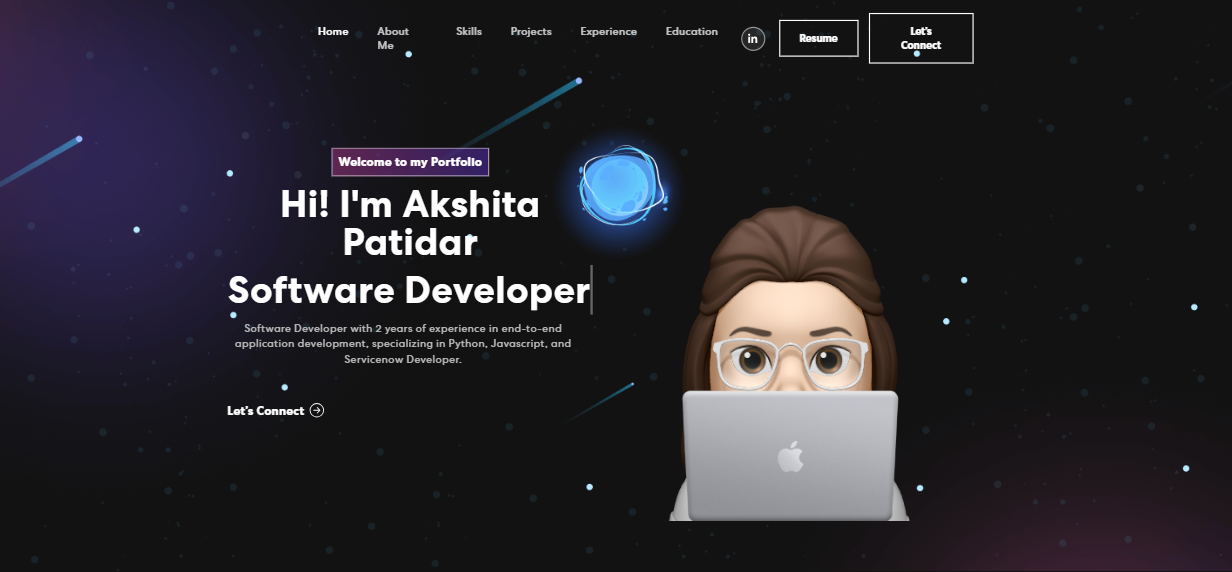 Home
About
Me
Skills
Projects
Experience
Education
in
Resume
Let's
Connect
Welcome to my Portfolio
Hi! I'm Akshita
Patidar
Software Developer
Software Developer with 2 years of experience in end-to-end
application development, specializing in Python, Javascript, and
Servicenow Developer.
Let's Connect